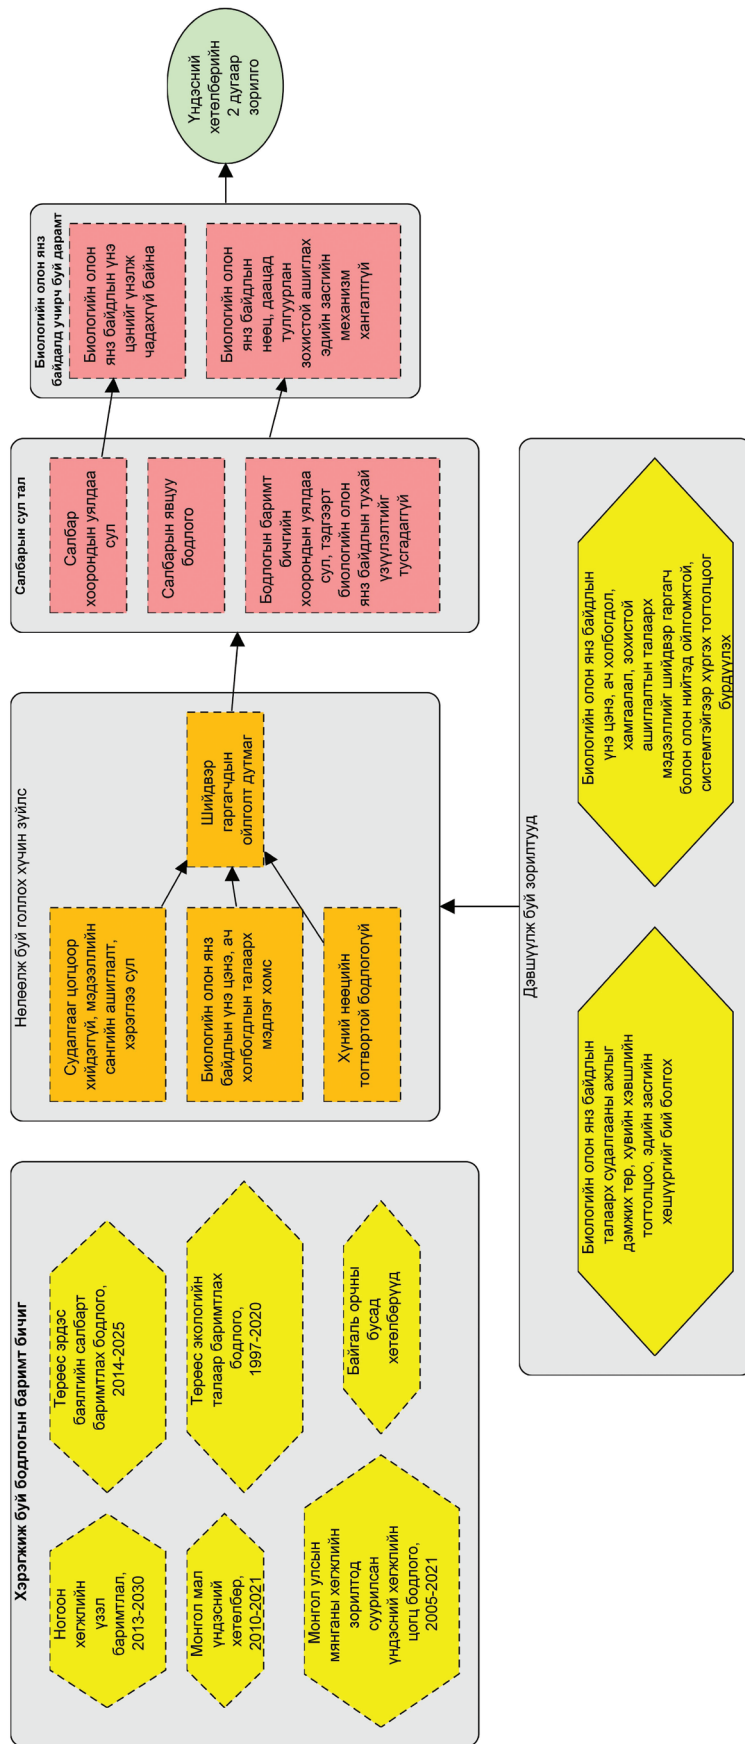 Хэрэгжиж буй бодлогын баримт бичиг
Ногоон
хөгжлийн
үзэл
баримтлал,
2013-2030
Төрөөс эрдэс
баялгийн салбарт
баримтлах бодлого,
2014-2025
Монгол мал
үндэсний
хөтөлбөр,
2010-2021
Төрөөс экологийн
талаар баримтлах
бодлого,
1997-2020
Монгол улсын
мянганы хөгжлийн
зорилтод
суурилсан
үндэсний хөгжлийн
цогц бодлого,
2005-2021
Байгаль орчны
бусад
хөтөлбөрүүд
Нөлөөлж буй голлох хүчин зүйлс
Судалгааг цогцоор
хийдэггүй, мэдээллийн
сангийн ашиглалт,
хэрэглээ сул
Биологийн олон янз
байдлын үнэ цэнэ, ач
холбогдлын талаарх
мэдлэг хомс
Хүний нөөцийн
тогтвортой бодлогогүй
Шийдвэр
гаргагчдын
ойлголт дутмаг
Салбарын сул тал
Салбар
хоорондын уялдаа
сул
Салбарын явцуу
бодлого
Бодлогын баримт
бичгийн
хоорондын уялдаа
сул, тэдгээрт
биологийн олон
янз байдлын тухай
үзүүлэлтийг
тусгадаггүй
Биологийн олон янз
байдалд учирч буй дарамт
Биологийн олон
янз байдлын үнэ
цэнийг үнэлж
чадахгүй байна
Биологийн олон
янз байдлын
нөөц, даацад
тулгуурлан
зохистой ашиглах
эдийн засгийн
механизм
хангалтгүй
Үндэсний
хөтөлбөрийн
2 дугаар
зорилго
Дэвшүүлж буй зорилтууд
Биологийн олон янз байдлын
талаарх судалгааны ажлыг
дэмжих төр, хувийн хэвшлийн
тогтолцоо, эдийн засгийн
хөшүүргийг бий болгох
Биологийн олон янз байдлын
үнэ цэнэ, ач холбогдол,
хамгаалал, зохистой
ашиглалтын талаарх
мэдээллийг шийдвэр гаргагч
болон олон нийтэд ойлгомжтой,
системтэйгээр хүргэх тогтолцоог
бүрдүүлэх